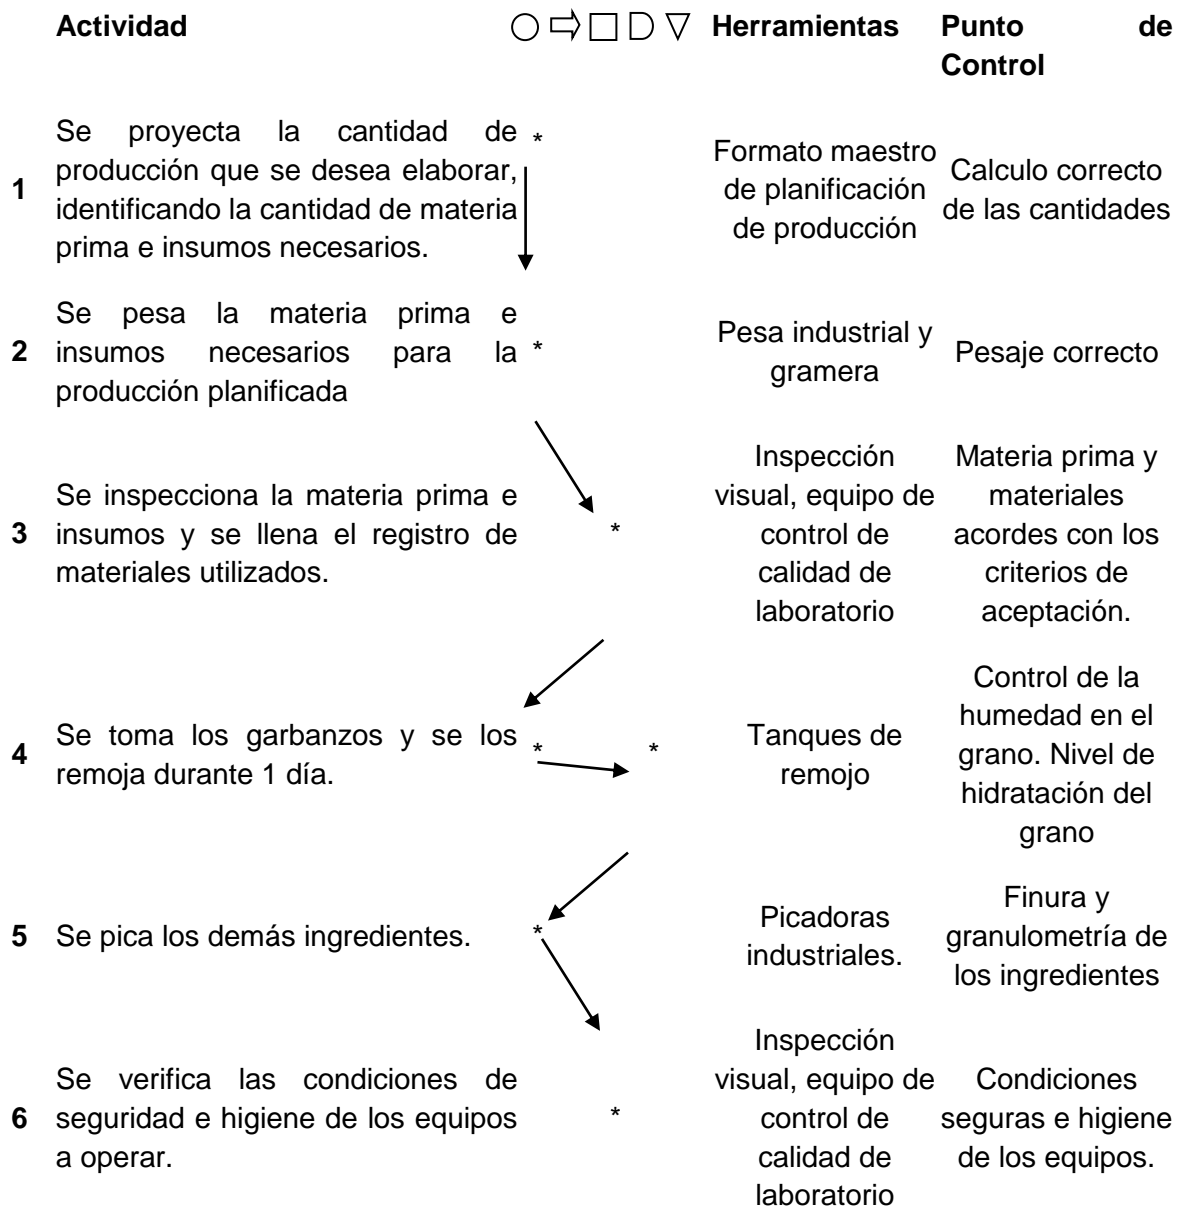 Actividad Herramientas Punto de
Control
Se proyecta la cantidad de *
producción que se desea elaborar,
identificando la cantidad de materia
prima e insumos necesarios.
1
Formato maestro
de planificación
de producción
Calculo correcto
de las cantidades
Se pesa la materia prima e
2 insumos necesarios para la *
producción planificada
Pesa industrial y
gramera
Pesaje correcto
Se inspecciona la materia prima e
3 insumos y se llena el registro de *
materiales utilizados.
Inspección
visual, equipo de
control de
calidad de
laboratorio
Materia prima y
materiales
acordes con los
criterios de
aceptación.
4
Se toma los garbanzos y se los * *
remoja durante 1 día.
Tanques de
remojo
Control de la
humedad en el
grano. Nivel de
hidratación del
grano
5 Se pica los demás ingredientes. *
Picadoras
industriales.
Finura y
granulometría de
los ingredientes
Se verifica las condiciones de
6 seguridad e higiene de los equipos *
a operar.
Inspección
visual, equipo de
control de
calidad de
laboratorio
Condiciones
seguras e higiene
de los equipos.